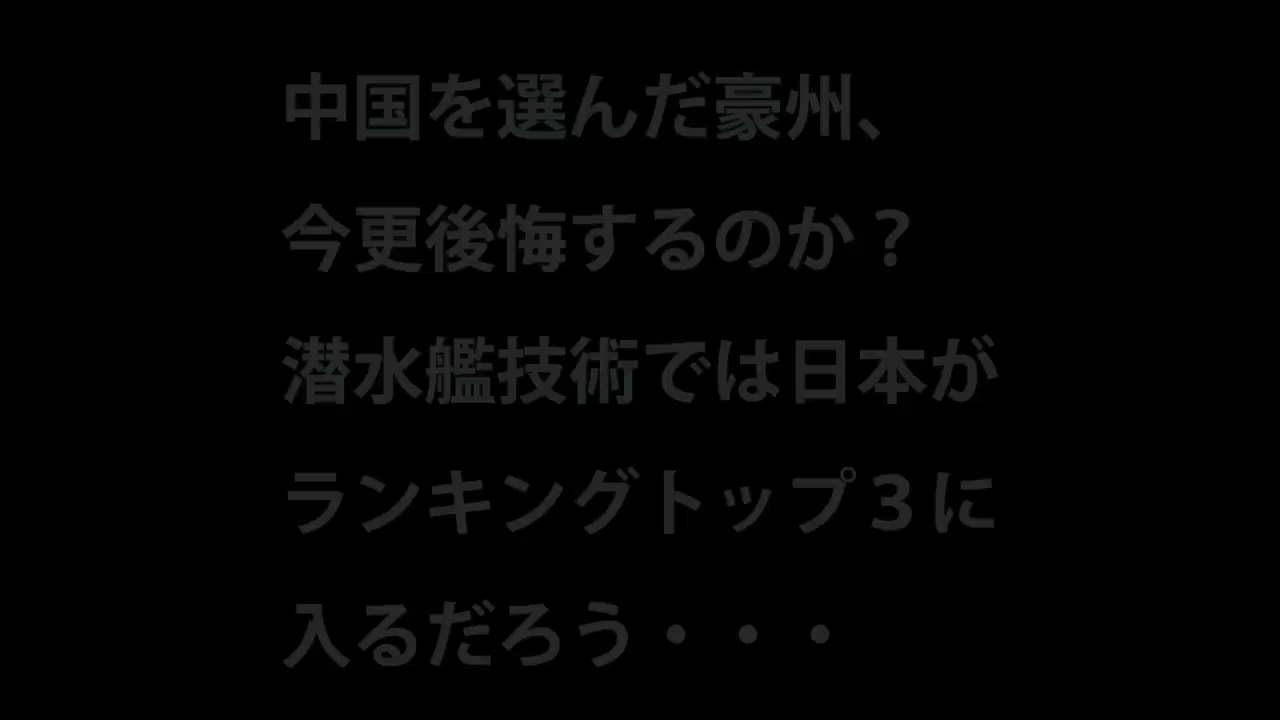 中国を選んだ豪州、
今更後悔するのか？
潜水艦技術では日本が
ランキングトップ３に
入るだろう・・・